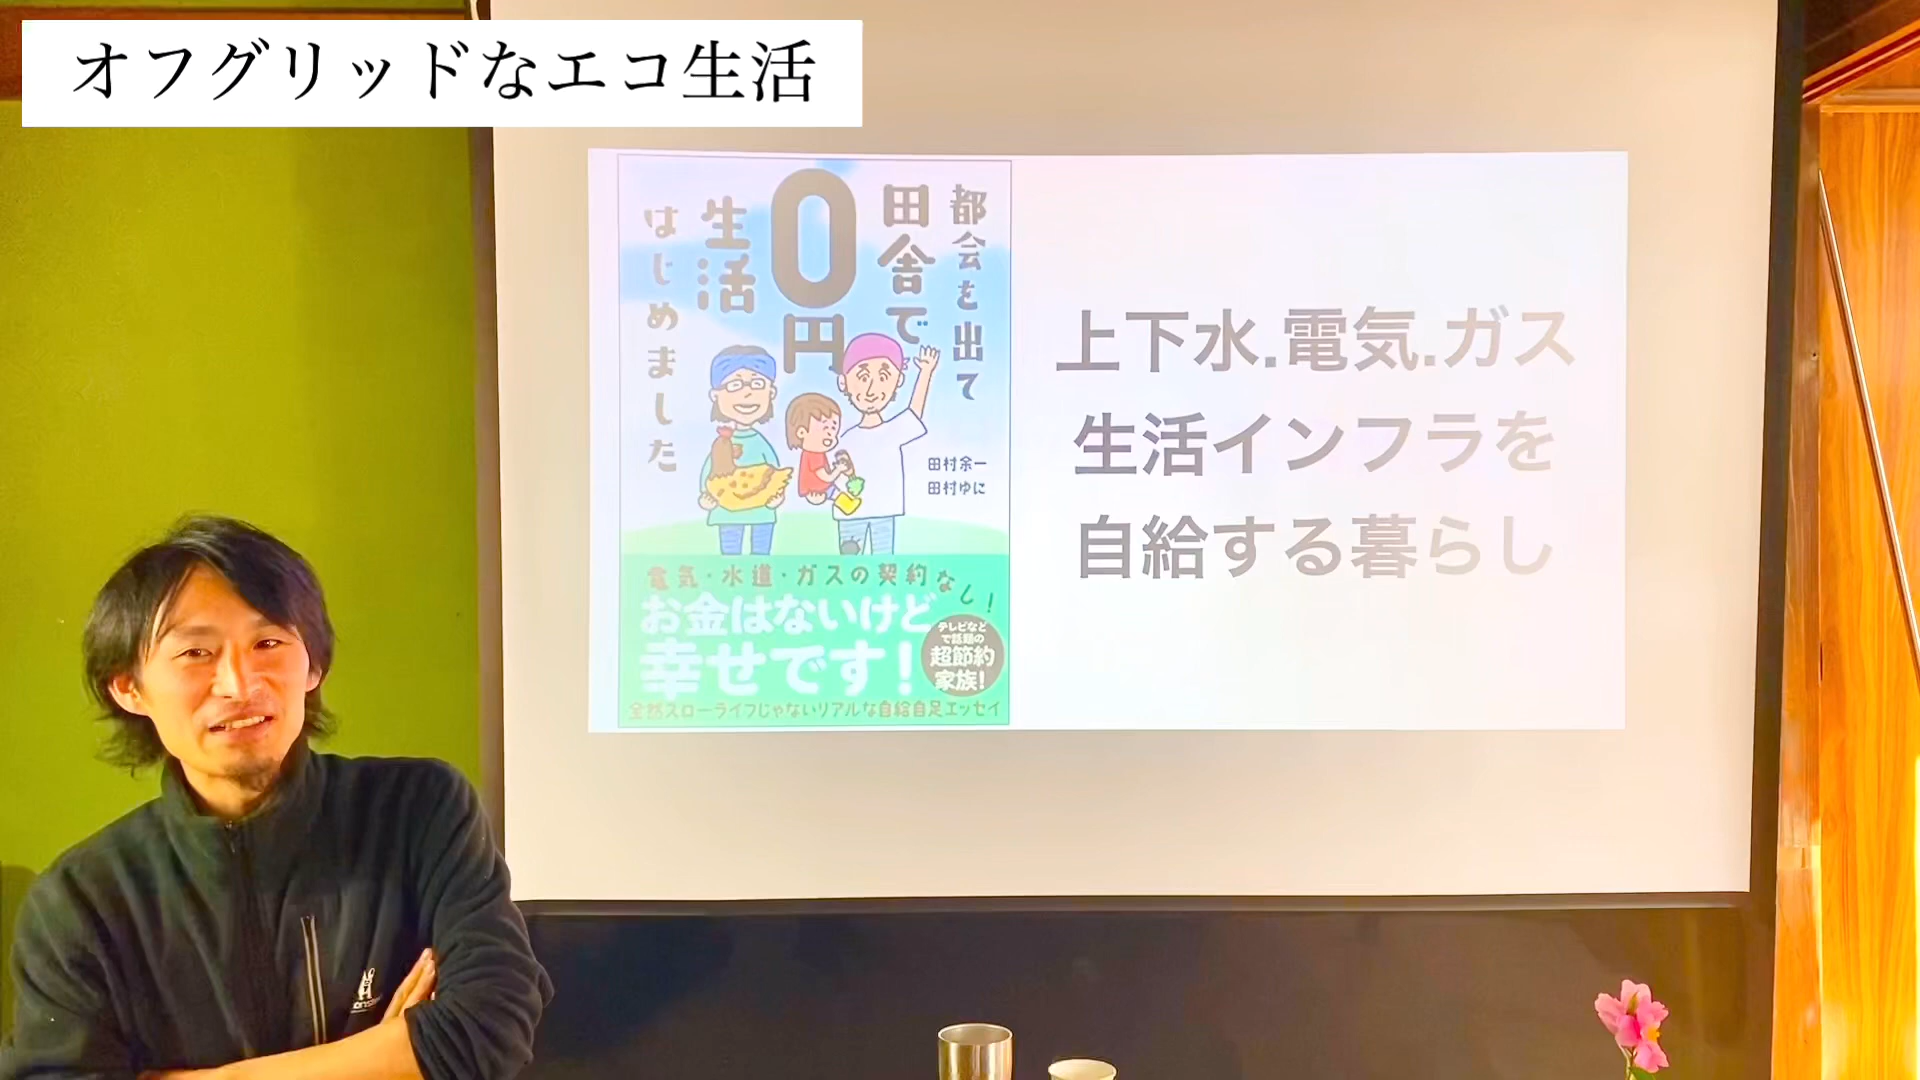 オフグリッドなエコ生活
都会を出て
田舎で
0円
生活
はじめました
田村余一
田村ゆに
電気・水道・ガスの契約なし!
お金はないけど
幸せです!
テレビなど
で話題の
超節約
家族!
全然スローライフじゃないリアルな自給自足エッセイ
上下水.電気.ガス
生活インフラを
自給する暮らし